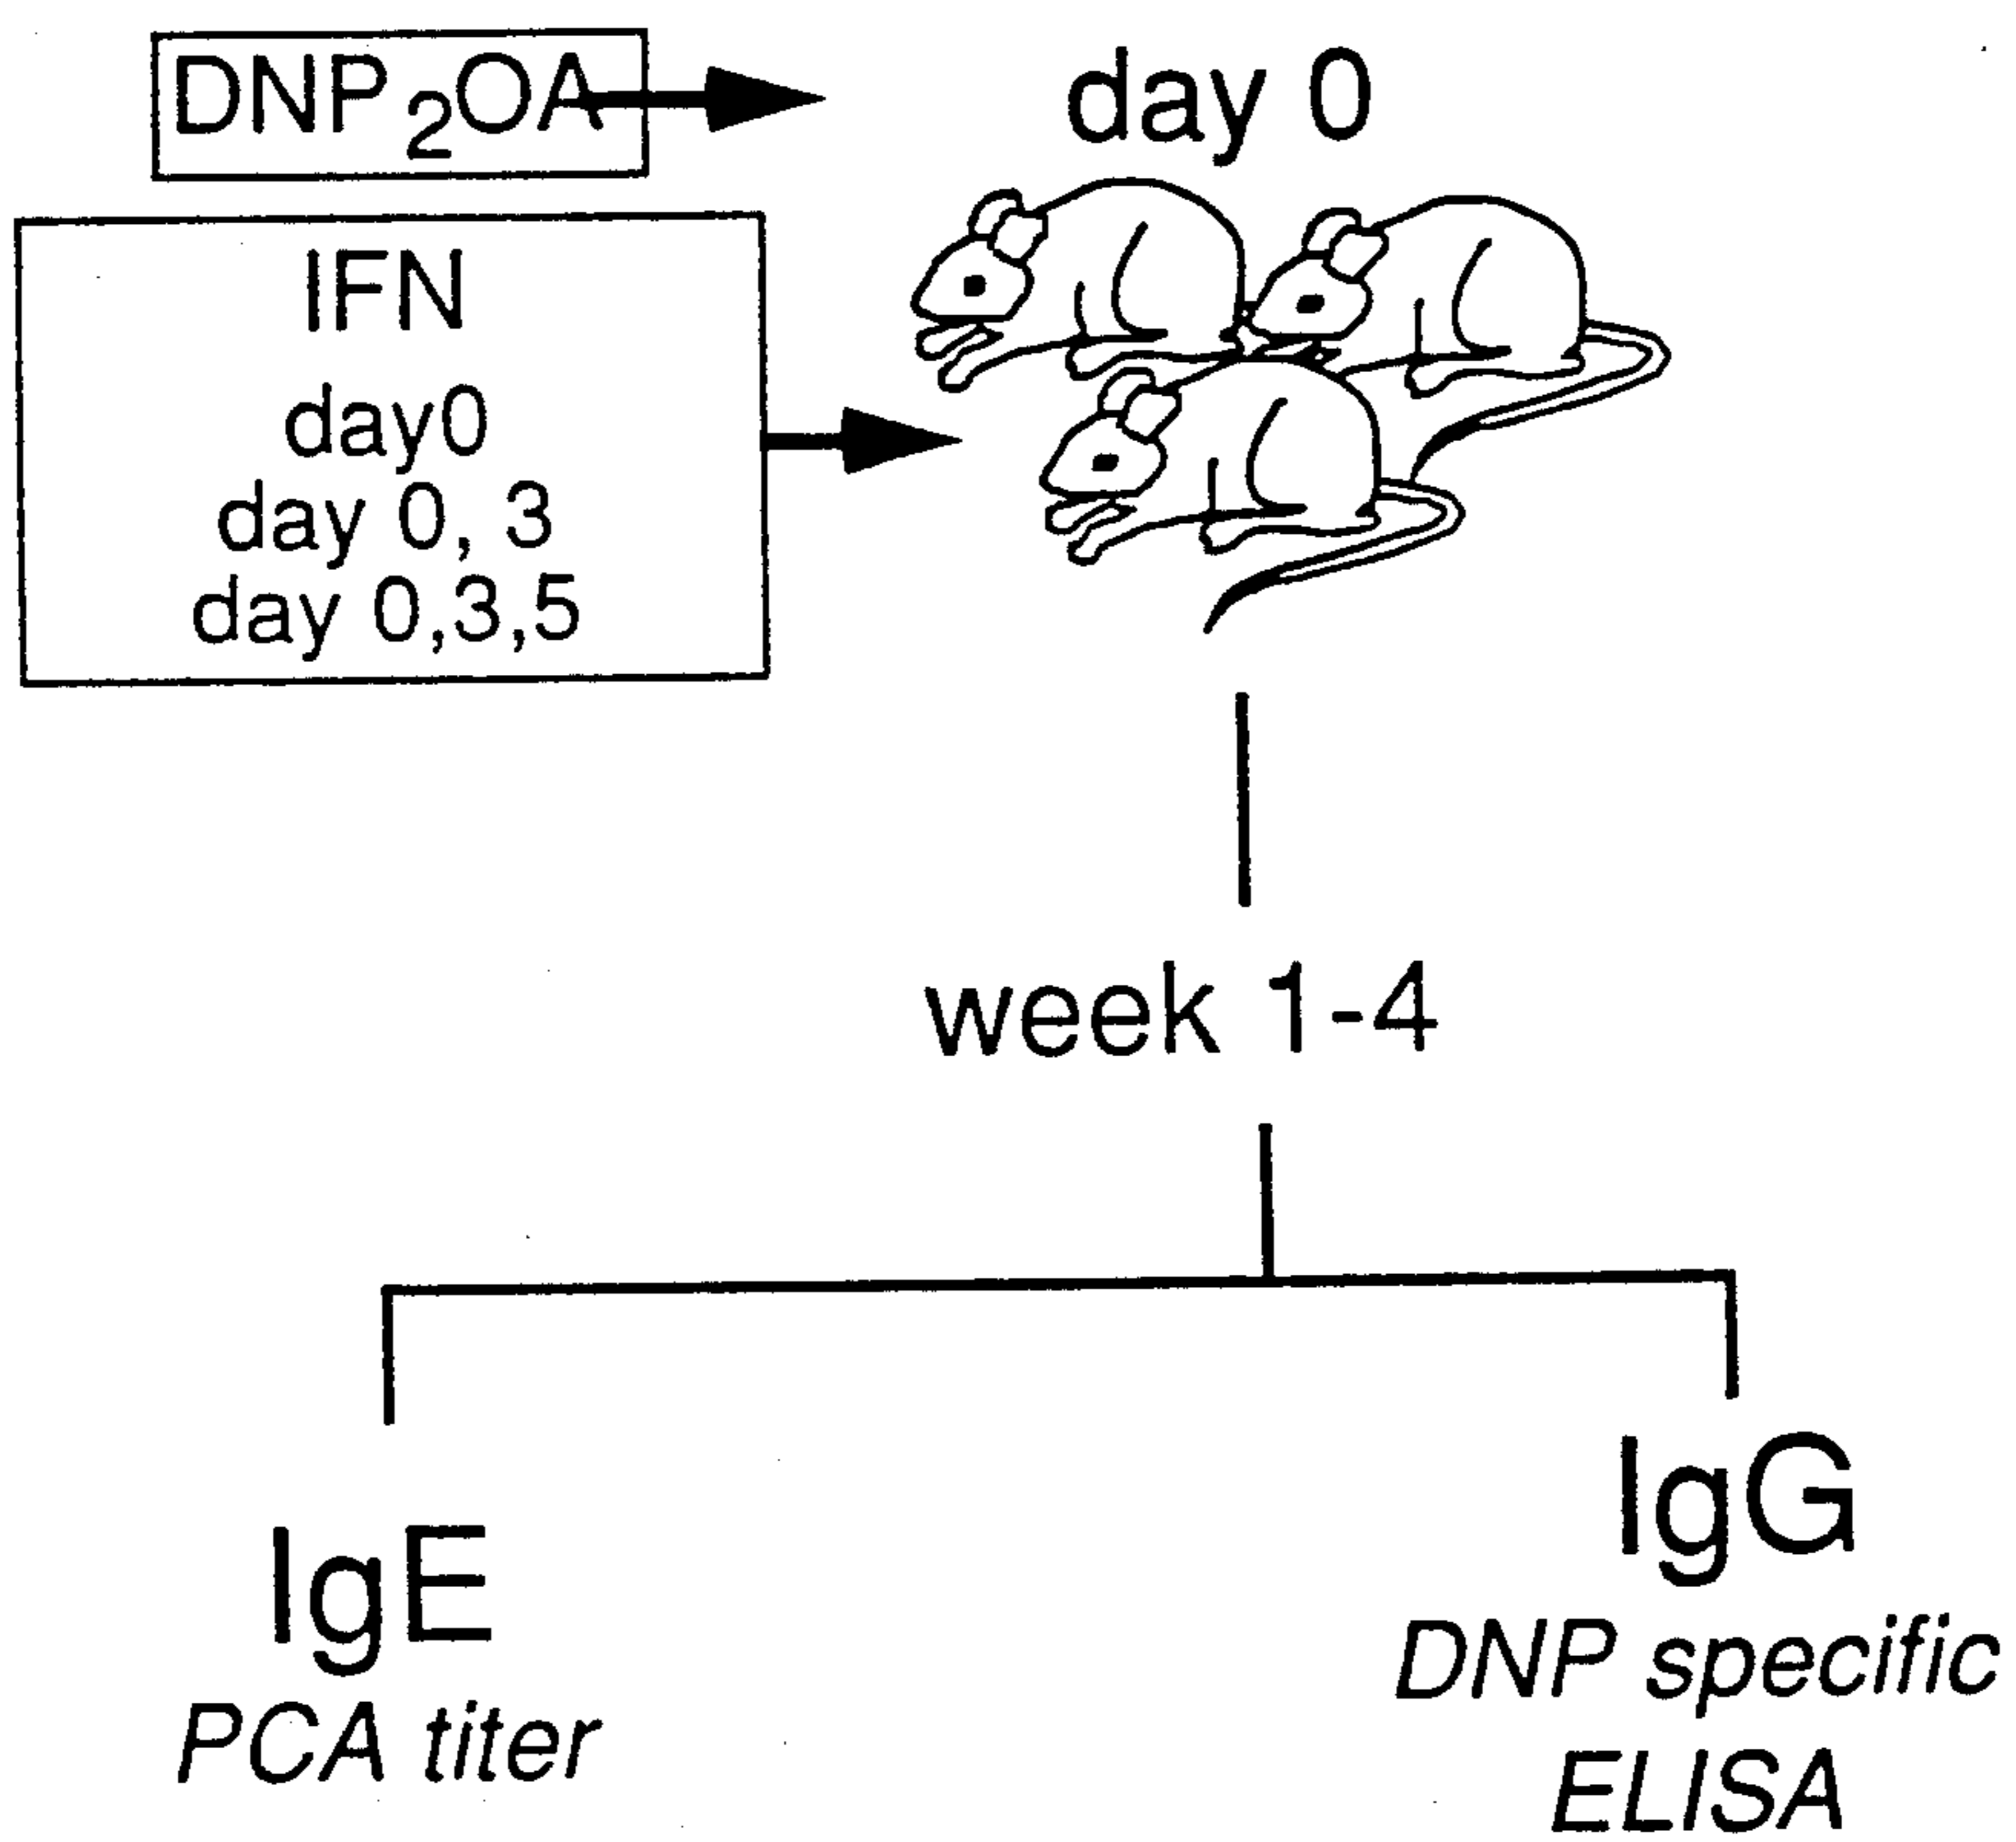 DNP2OA
day 0
IFN
day0
day 0, 3
day 0,3,5
week 1-4
IgE
PCA titer
IgG
DNP specific
ELISA